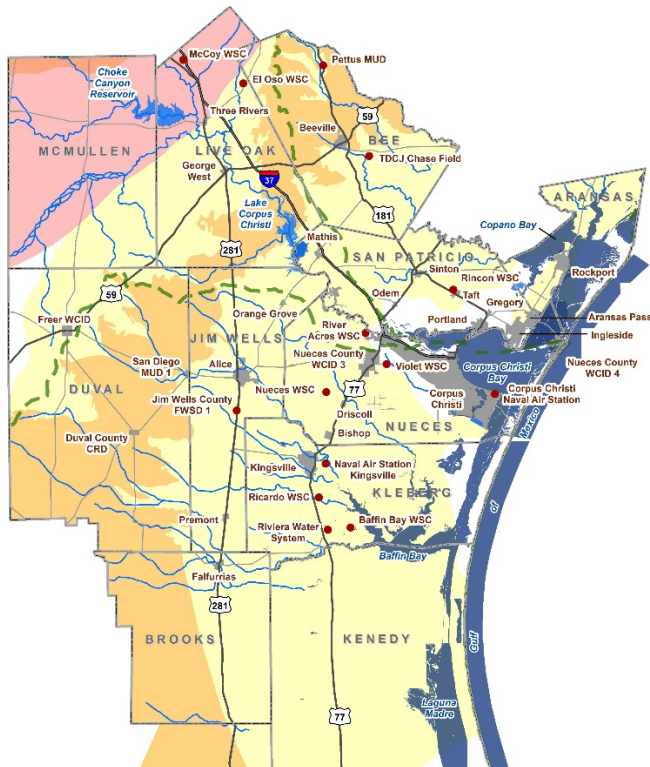 McCoy WSC
Pettus MUD
Choke
Canyon
Reservoir
El Oso WSC
Three Rivers
59
Beeville
BEE
MCMULLEN
LIVE OAK
TDCJ Chase Field
George
West
37
ARANSAS
Lake
Corpus
Christi
181
Copano Bay
281
Mathis
SAN PATRICIO
Sinton
Rockport
Rincon WSC
59
Odem
Taft
Gregory
Orange Grove
Portland
Aransas Pass
Freer WCID
River
Acres WSC
Ingleside
JIM WELLS
Nueces County
WCID 3
Nueces County
WCID 4
San Diego
MUD 1
Alice
Violet WSC
Corpus Christi
Bay
DUVAL
77
Jim Wells County
FWSD 1
Nueces WSC
Corpus
Christi
Corpus Christi
Naval Air Station
Driscoll
Duval County
CRD
Bishop
NUECES
Mexico
Kingsville
Naval Air Station
Kingsville
KLEBERG
Ricardo WSC
of
Premont
Riviera Water
System
Baffin Bay WSC
Baffin Bay
Falfurrias
281
BROOKS
KENEDY
Gulf
Laguna
Madre
77